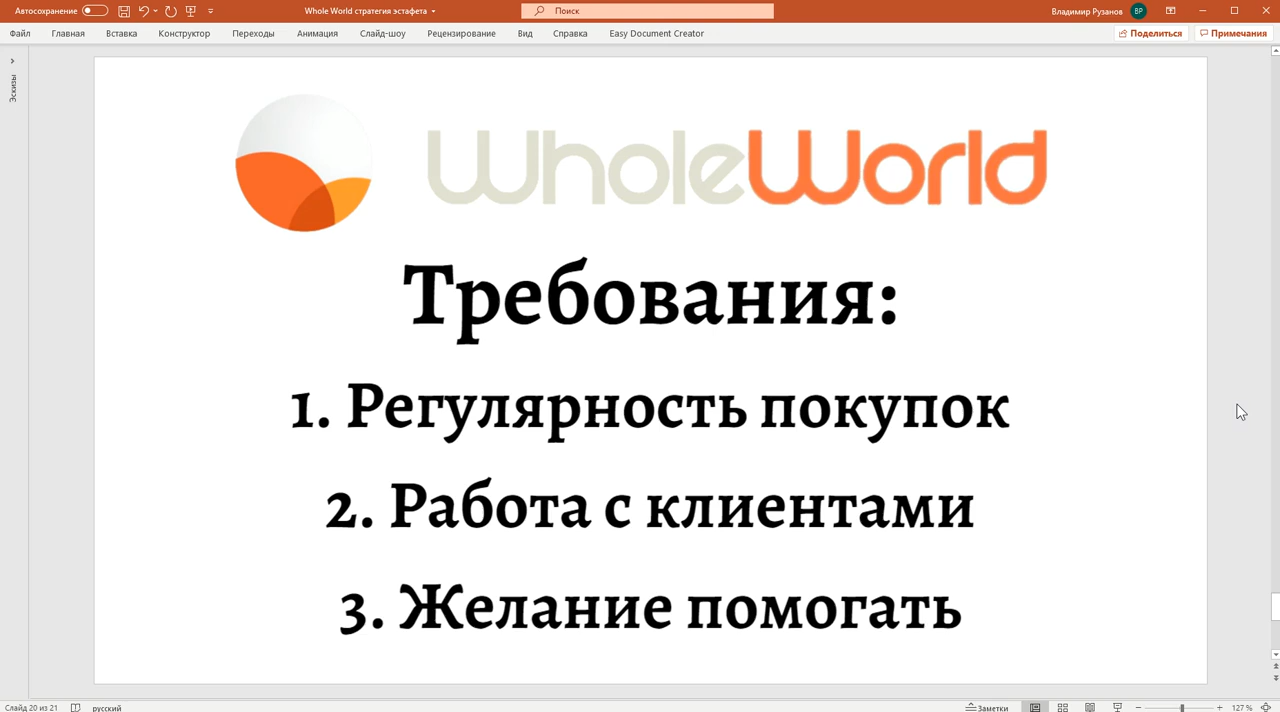 Автосохранение
Whole World стратегия эстафета
Поиск
Владимир Рузанов
ВР
Файл Главная Вставка Конструктор Переходы Анимация Слайд-шоу Рецензирование Вид Справка Easy Document Creator
Поделиться Примечания
Эскизы
WholeWorld
Требования:
1. Регулярность покупок
2. Работа с клиентами
3. Желание помогать
Слайд 20 из 21 русский
Заметки
127 %